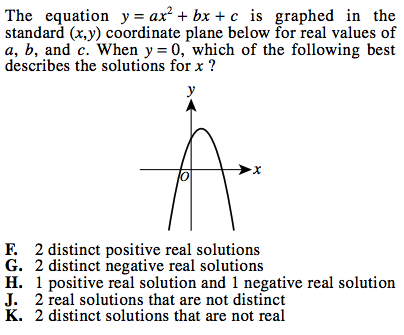 The equation y = ax² + bx + c is graphed in the
standard (x,y) coordinate plane below for real values of
a, b, and c. When y = 0, which of the following best
describes the solutions for x ?
y
x
O
F. 2 distinct positive real solutions
G. 2 distinct negative real solutions
H. 1 positive real solution and 1 negative real solution
J. 2 real solutions that are not distinct
K. 2 distinct solutions that are not real